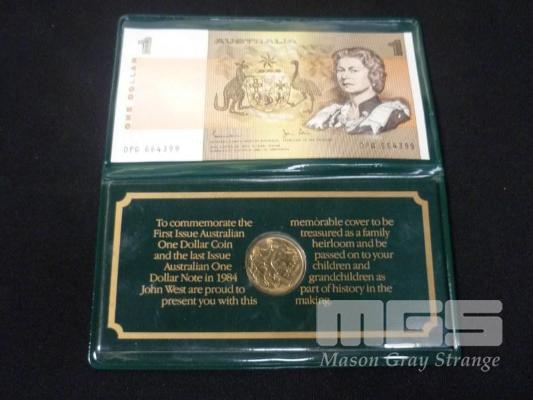 1
AUSTRALIA
1
ONE DOLLAR
DPG 664399
DPG 664399
To commemorate the
First Issue Australian
One Dollar Coin
and the last Issue
Australian One
Dollar Note in 1984
John West are proud to
present you with this
memorable cover to be
treasured as a family
heirloom and be
passed on to your
children and
grandchildren as
part of history in the
making.
MGS
Mason Gray Strange